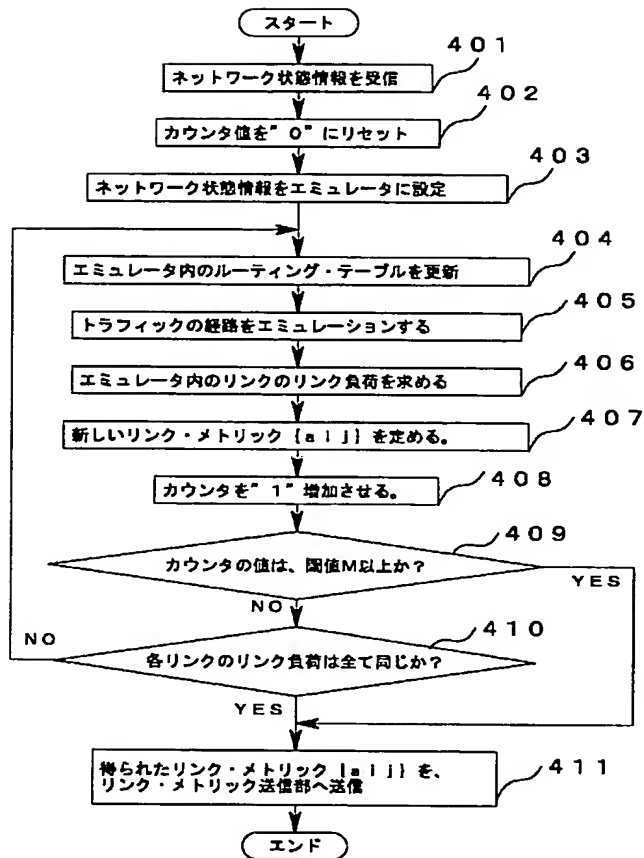 スタート
401
ネットワーク状態情報を受信
402
カウンタ値を”0”にリセット
403
ネットワーク状態情報をエミュレータに設定
404
エミュレータ内のルーティング・テーブルを更新
405
トラフィックの経路をエミュレーションする
406
エミュレータ内のリンクのリンク負荷を求める
407
新しいリンク・メトリック{aij}を定める。
408
カウンタを”1”増加させる。
409
カウンタの値は、閾値M以上か?
YES
NO
410
各リンクのリンク負荷は全て同じか?
NO
YES
得られたリンク・メトリック{aij}を、
リンク・メトリック送信部へ送信
411
エンド